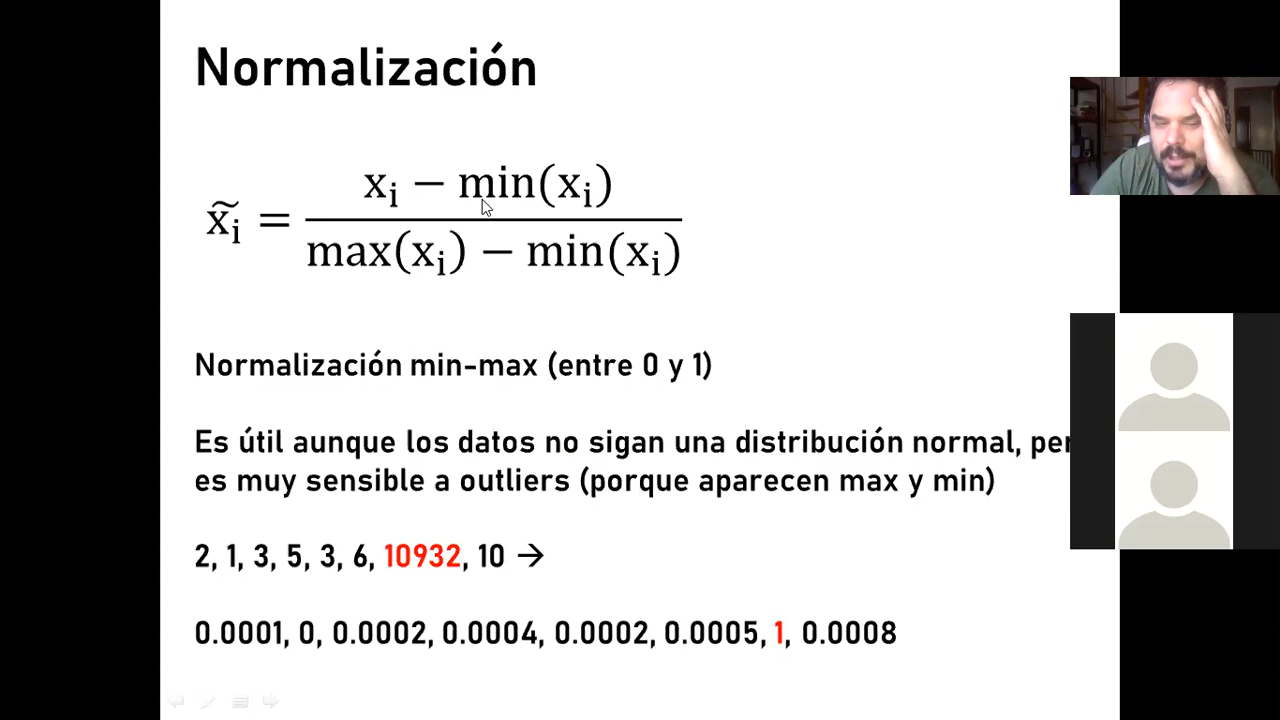 Normalización
x̃ᵢ = (xᵢ − min(xᵢ)) / (max(xᵢ) − min(xᵢ))
Normalización min-max (entre 0 y 1)
Es útil aunque los datos no sigan una distribución normal,
es muy sensible a outliers (porque aparecen max y min)
2, 1, 3, 5, 3, 6, 10932, 10 →
0.0001, 0, 0.0002, 0.0004, 0.0002, 0.0005, 1, 0.0008